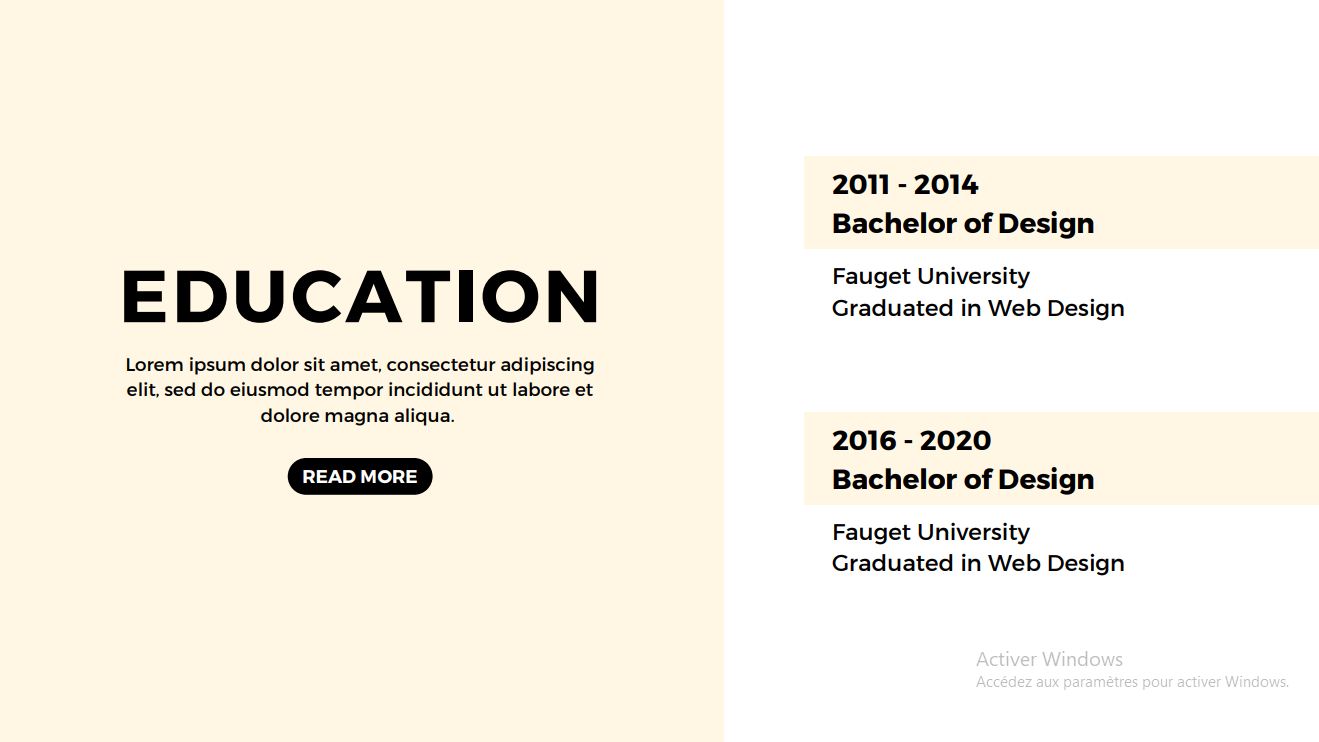 EDUCATION
Lorem ipsum dolor sit amet, consectetur adipiscing
elit, sed do eiusmod tempor incididunt ut labore et
dolore magna aliqua.
READ MORE
2011 - 2014
Bachelor of Design
Fauget University
Graduated in Web Design
2016 - 2020
Bachelor of Design
Fauget University
Graduated in Web Design
Activer Windows
Accédez aux paramètres pour activer Windows.